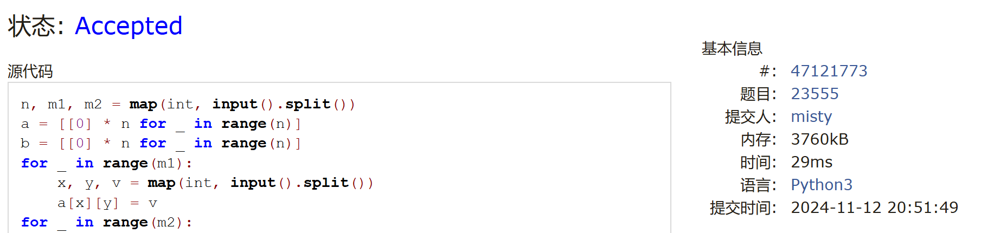 状态: Accepted
源代码
n, m1, m2 = map(int, input().split())
a = [[0] * n for _ in range(n)]
b = [[0] * n for _ in range(n)]
for _ in range(m1):
    x, y, v = map(int, input().split())
    a[x][y] = v
for _ in range(m2):
基本信息
#: 47121773
题目: 23555
提交人: misty
内存: 3760kB
时间: 29ms
语言: Python3
提交时间: 2024-11-12 20:51:49